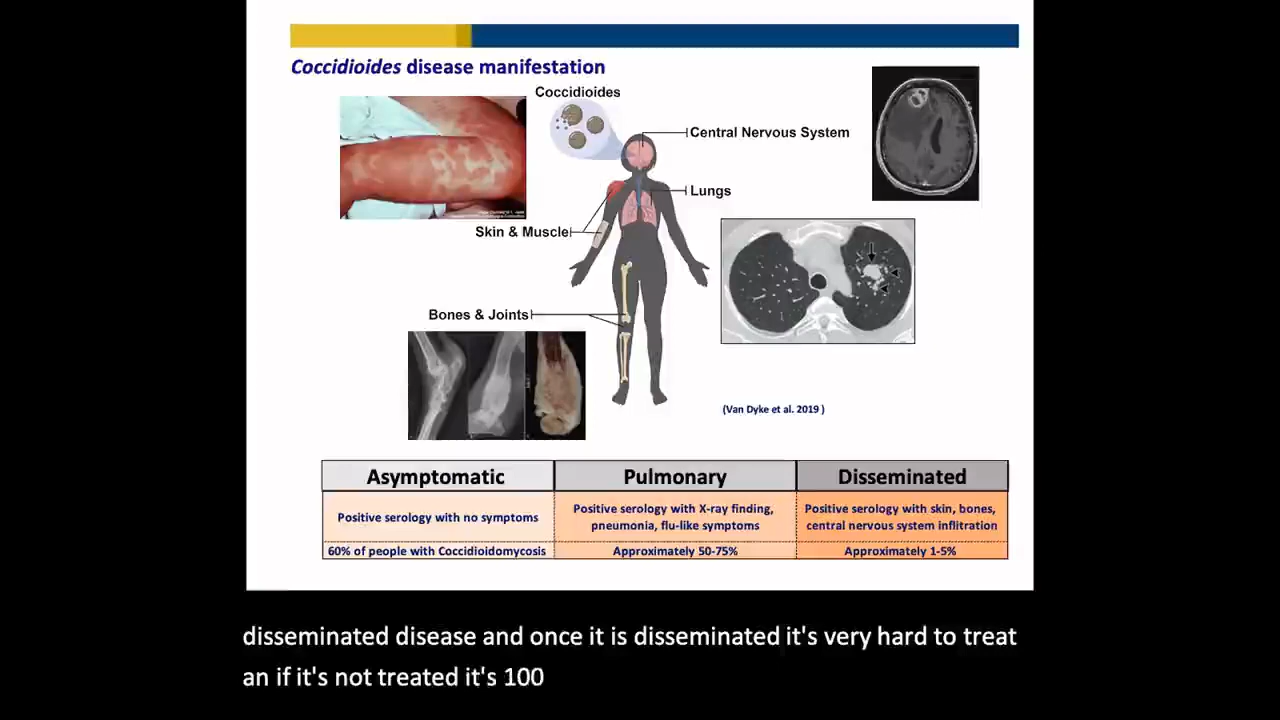 Coccidioides disease manifestation
Coccidioides
Central Nervous System
Lungs
Skin & Muscle
Bones & Joints
(Van Dyke et al. 2019 )
Asymptomatic
Pulmonary
Disseminated
Positive serology with no symptoms
Positive serology with X-ray finding,
pneumonia, flu-like symptoms
Positive serology with skin, bones,
central nervous system inflitration
60% of people with Coccidioidomycosis
Approximately 50-75%
Approximately 1-5%
disseminated disease and once it is disseminated it's very hard to treat
an if it's not treated it's 100